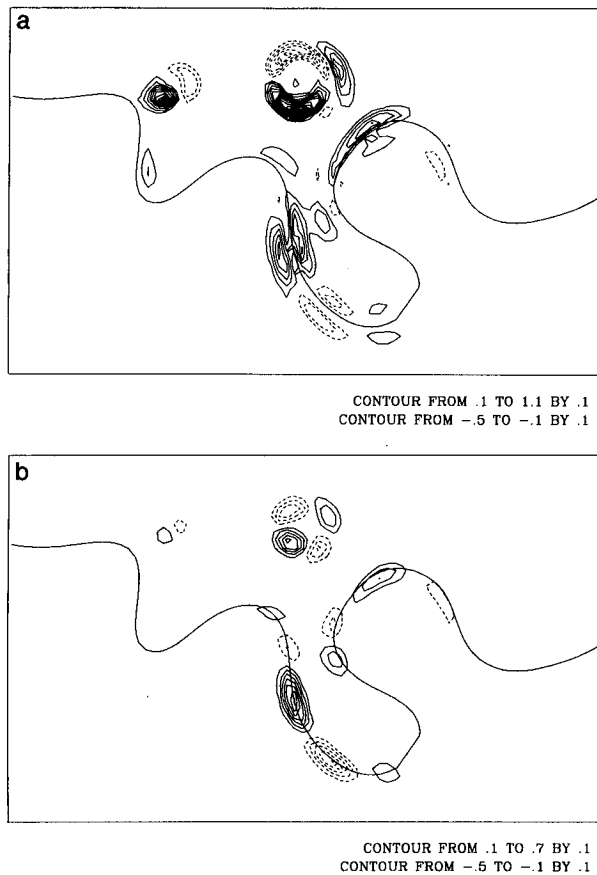 a
CONTOUR FROM .1 TO 1.1 BY .1
CONTOUR FROM -.5 TO -.1 BY .1
b
CONTOUR FROM .1 TO .7 BY .1
CONTOUR FROM -.5 TO -.1 BY .1